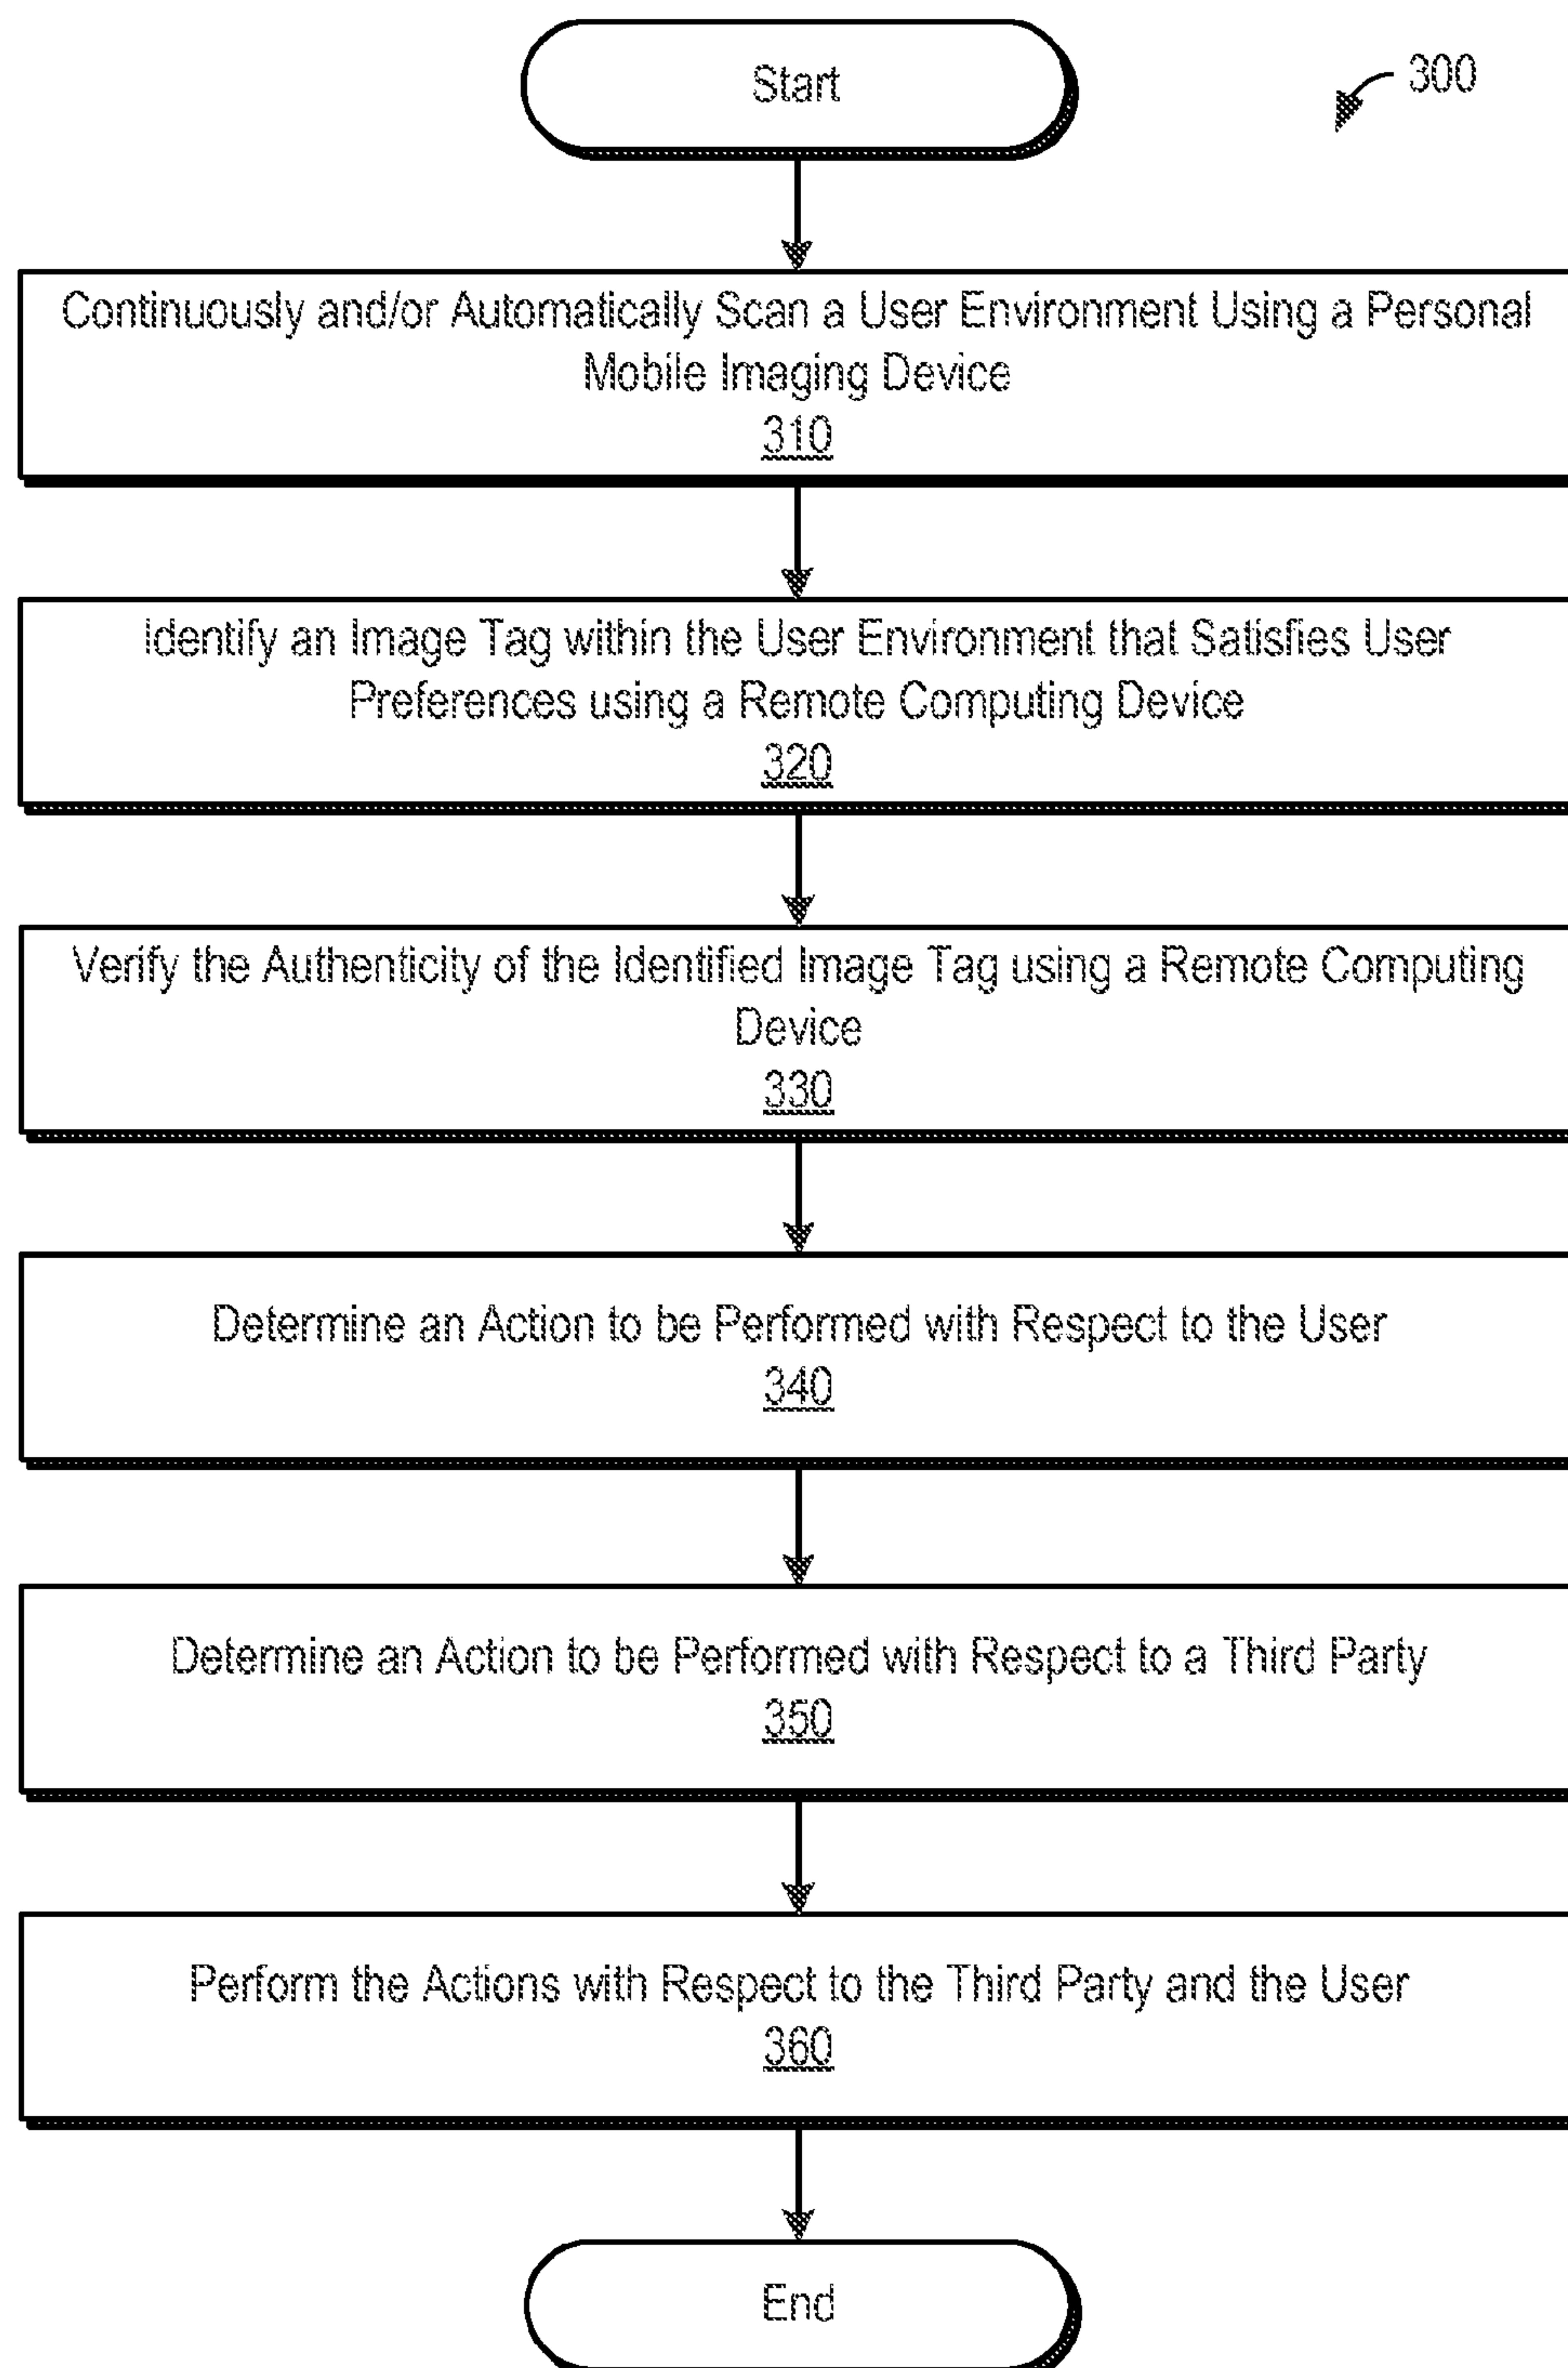 Start
300
Continuously and/or Automatically Scan a User Environment Using a Personal
Mobile Imaging Device
310
Identify an Image Tag within the User Environment that Satisfies User
Preferences using a Remote Computing Device
320
Verify the Authenticity of the Identified Image Tag using a Remote Computing
Device
330
Determine an Action to be Performed with Respect to the User
340
Determine an Action to be Performed with Respect to a Third Party
350
Perform the Actions with Respect to the Third Party and the User
360
End